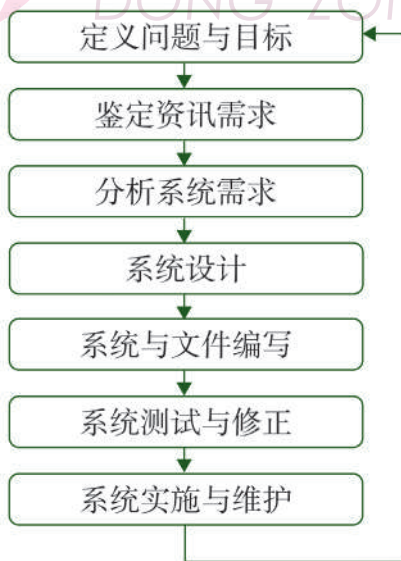 DONG ZON
定义问题与目标
鉴定资讯需求
分析系统需求
系统设计
系统与文件编写
系统测试与修正
系统实施与维护